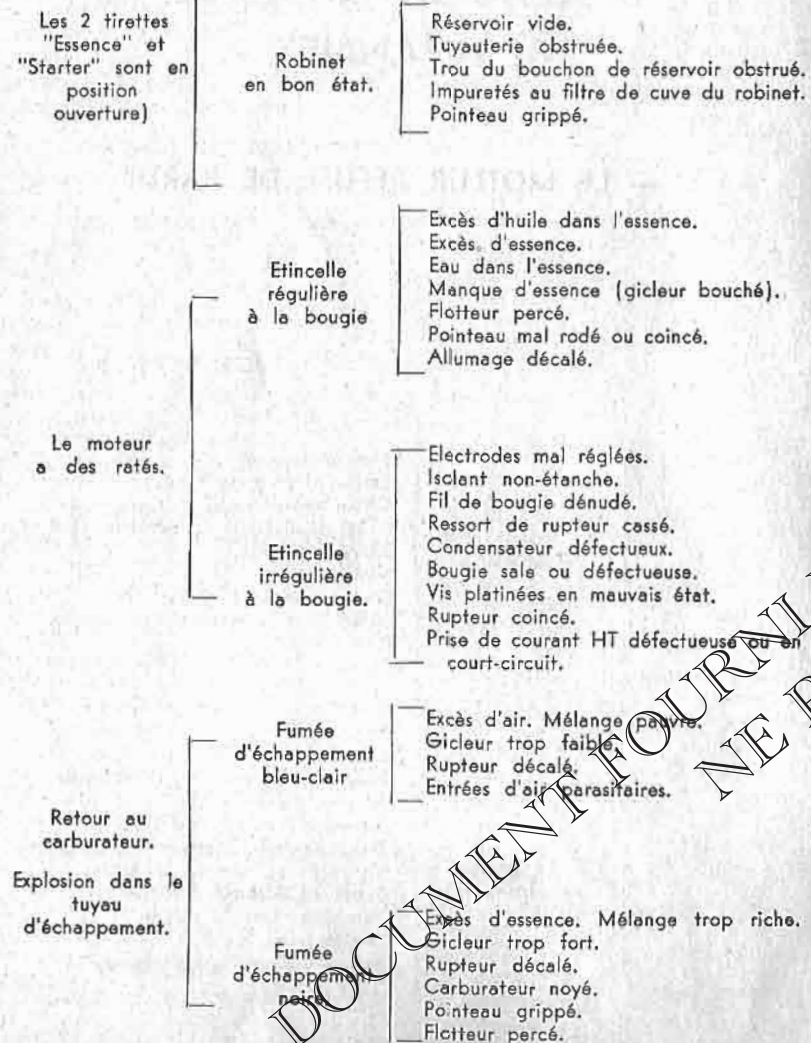 Les 2 tirettes
"Essence" et
"Starter" sont en
position
ouverture)
Robinet
en bon état.
Réservoir vide.
Tuyauterie obstruée.
Trou du bouchon de réservoir obstrué.
Impuretés au filtre de cuve du robinet.
Pointeau grippé.
Le moteur
a des ratés.
Etincelle
régulière
à la bougie
Excès d'huile dans l'essence.
Excès d'essence.
Eau dans l'essence.
Manque d'essence (gicleur bouché).
Flotteur percé.
Pointeau mal rodé ou coincé.
Allumage décalé.
Etincelle
irrégulière
à la bougie.
Electrodes mal réglées.
Isclant non-étanche.
Fil de bougie dénudé.
Ressort de rupteur cassé.
Condensateur défectueux.
Bougie sale ou défectueuse.
Vis platinées en mauvais état.
Rupteur coincé.
Prise de courant HT défectueuse ou en
court-circuit.
Retour au
carburateur.
Explosion dans le
tuyau
d'échappement.
Fumée
d'échappement
bleu-clair
Excès d'air. Mélange pauvre.
Gicleur trop faible.
Rupteur décalé.
Entrées d'air parasitaires.
Fumée
d'échappement
noire.
Excès d'essence. Mélange trop riche.
Gicleur trop fort.
Rupteur décalé.
Carburateur noyé.
Pointeau grippé.
Flotteur percé.
DOCUMENT FOURNI
NE